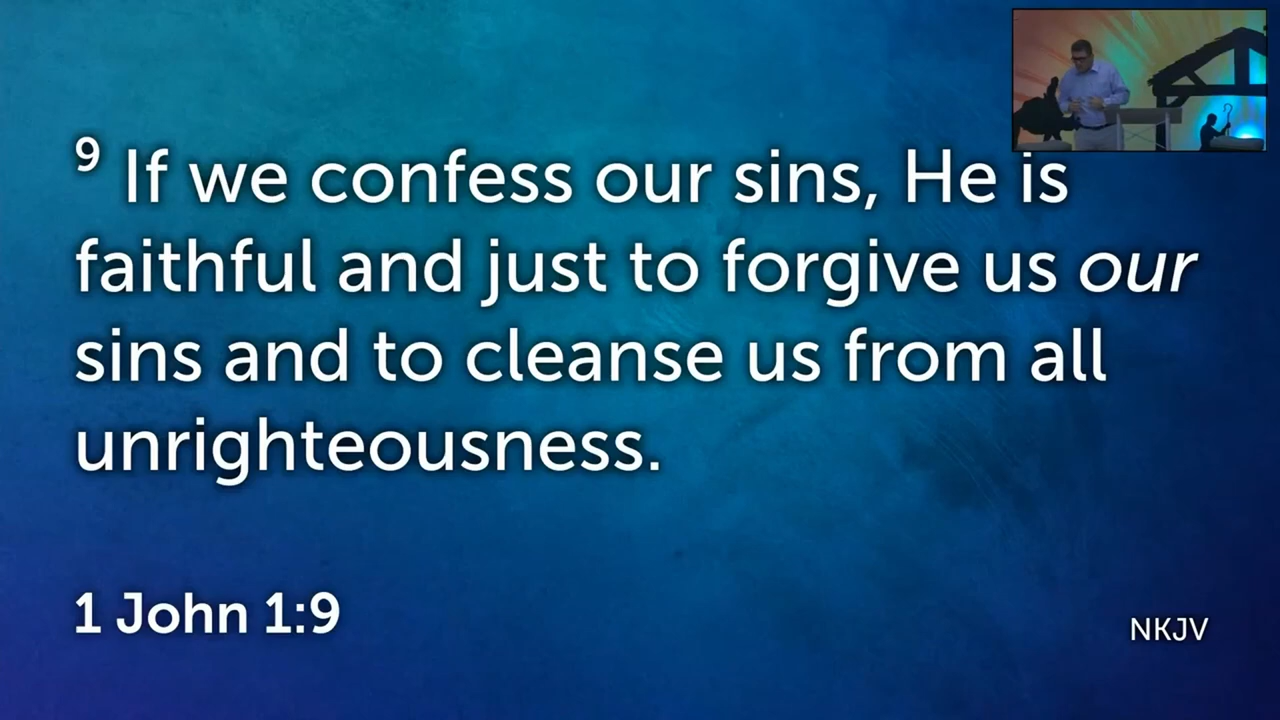 9 If we confess our sins, He is
faithful and just to forgive us our
sins and to cleanse us from all
unrighteousness.
1 John 1:9
NKJV